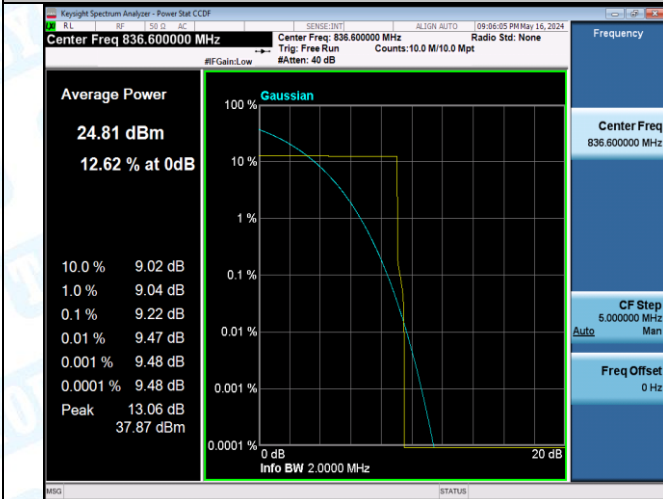 Keysight Spectrum Analyzer - Power Stat CCDF
RL RF 50 Ω AC SENSE:INT ALIGN AUTO 09:06:05 PM May 16, 2024
Center Freq 836.600000 MHz
Center Freq: 836.600000 MHz Radio Std: None
Trig: Free Run Counts:10.0 M/10.0 Mpt
#IFGain:Low #Atten: 40 dB
Frequency
Average Power
24.81 dBm
12.62 % at 0dB
10.0 % 9.02 dB
1.0 % 9.04 dB
0.1 % 9.22 dB
0.01 % 9.47 dB
0.001 % 9.48 dB
0.0001 % 9.48 dB
Peak 13.06 dB
37.87 dBm
Gaussian
100 %
10 %
1 %
0.1 %
0.01 %
0.001 %
0.0001 %
0 dB 20 dB
Info BW 2.0000 MHz
Center Freq
836.600000 MHz
CF Step
5.000000 MHz
Auto Man
Freq Offset
0 Hz
MSG STATUS